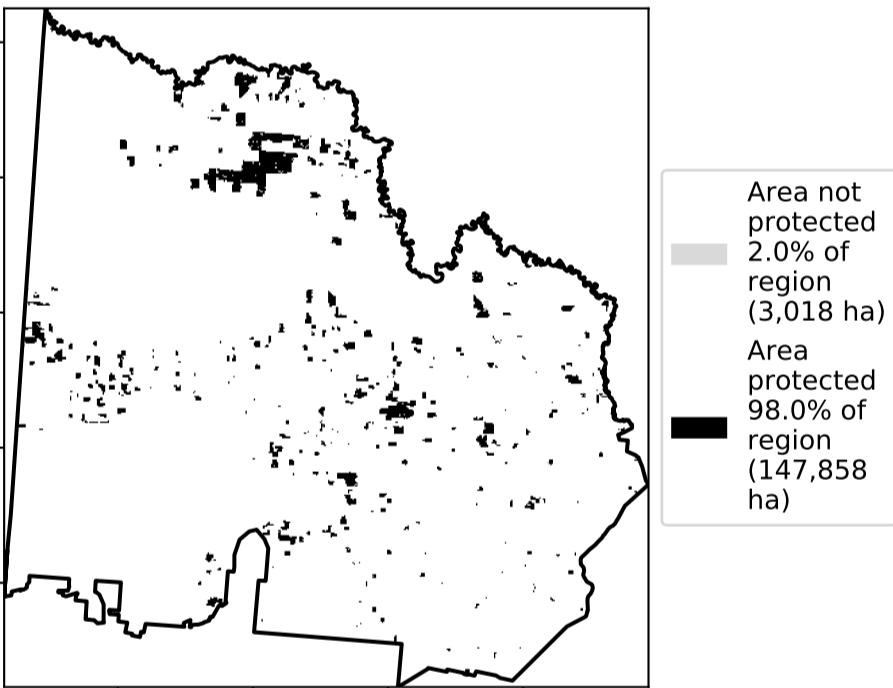 Area not
protected
2.0% of
region
(3,018 ha)
Area
protected
98.0% of
region
(147,858
ha)